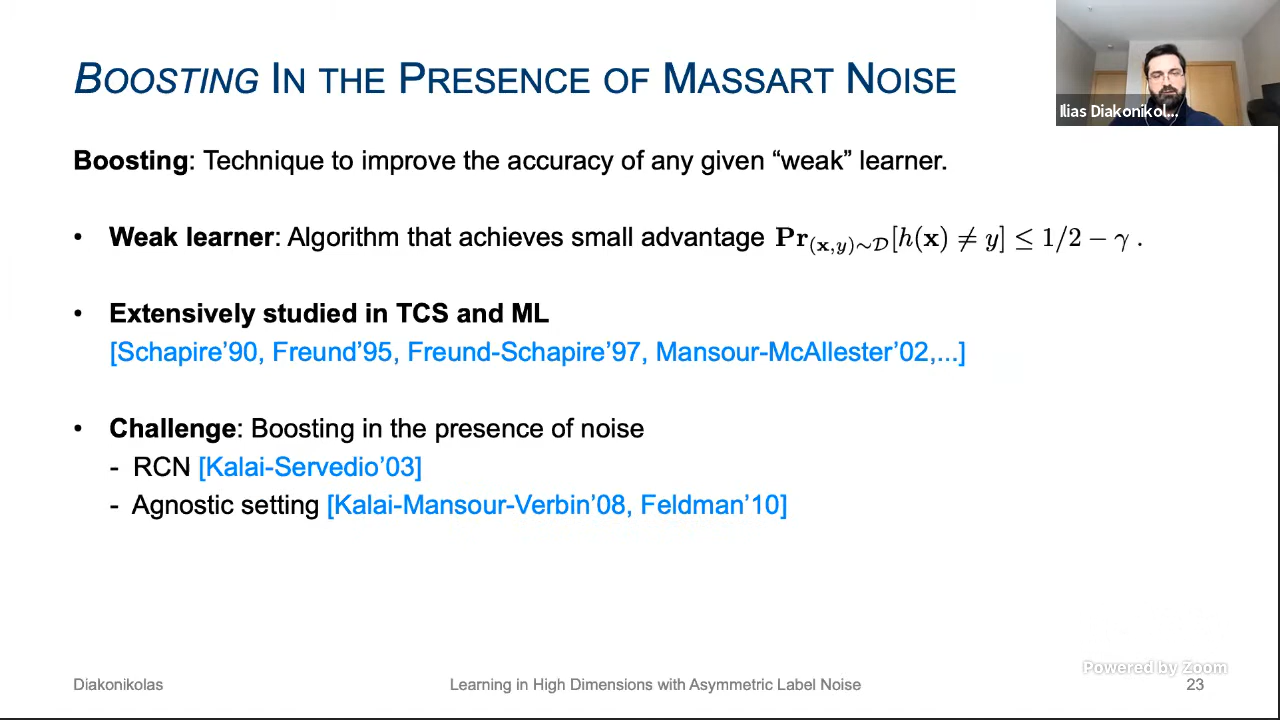 BOOSTING IN THE PRESENCE OF MASSART NOISE
Ilias Diakonikol...
Boosting: Technique to improve the accuracy of any given “weak” learner.
• Weak learner: Algorithm that achieves small advantage Pr_{(x,y)∼𝒟}[h(x) ≠ y] ≤ 1/2 − γ .
• Extensively studied in TCS and ML
[Schapire’90, Freund’95, Freund-Schapire’97, Mansour-McAllester’02,...]
• Challenge: Boosting in the presence of noise
- RCN [Kalai-Servedio’03]
- Agnostic setting [Kalai-Mansour-Verbin’08, Feldman’10]
Powered by Zoom
Diakonikolas
Learning in High Dimensions with Asymmetric Label Noise
23